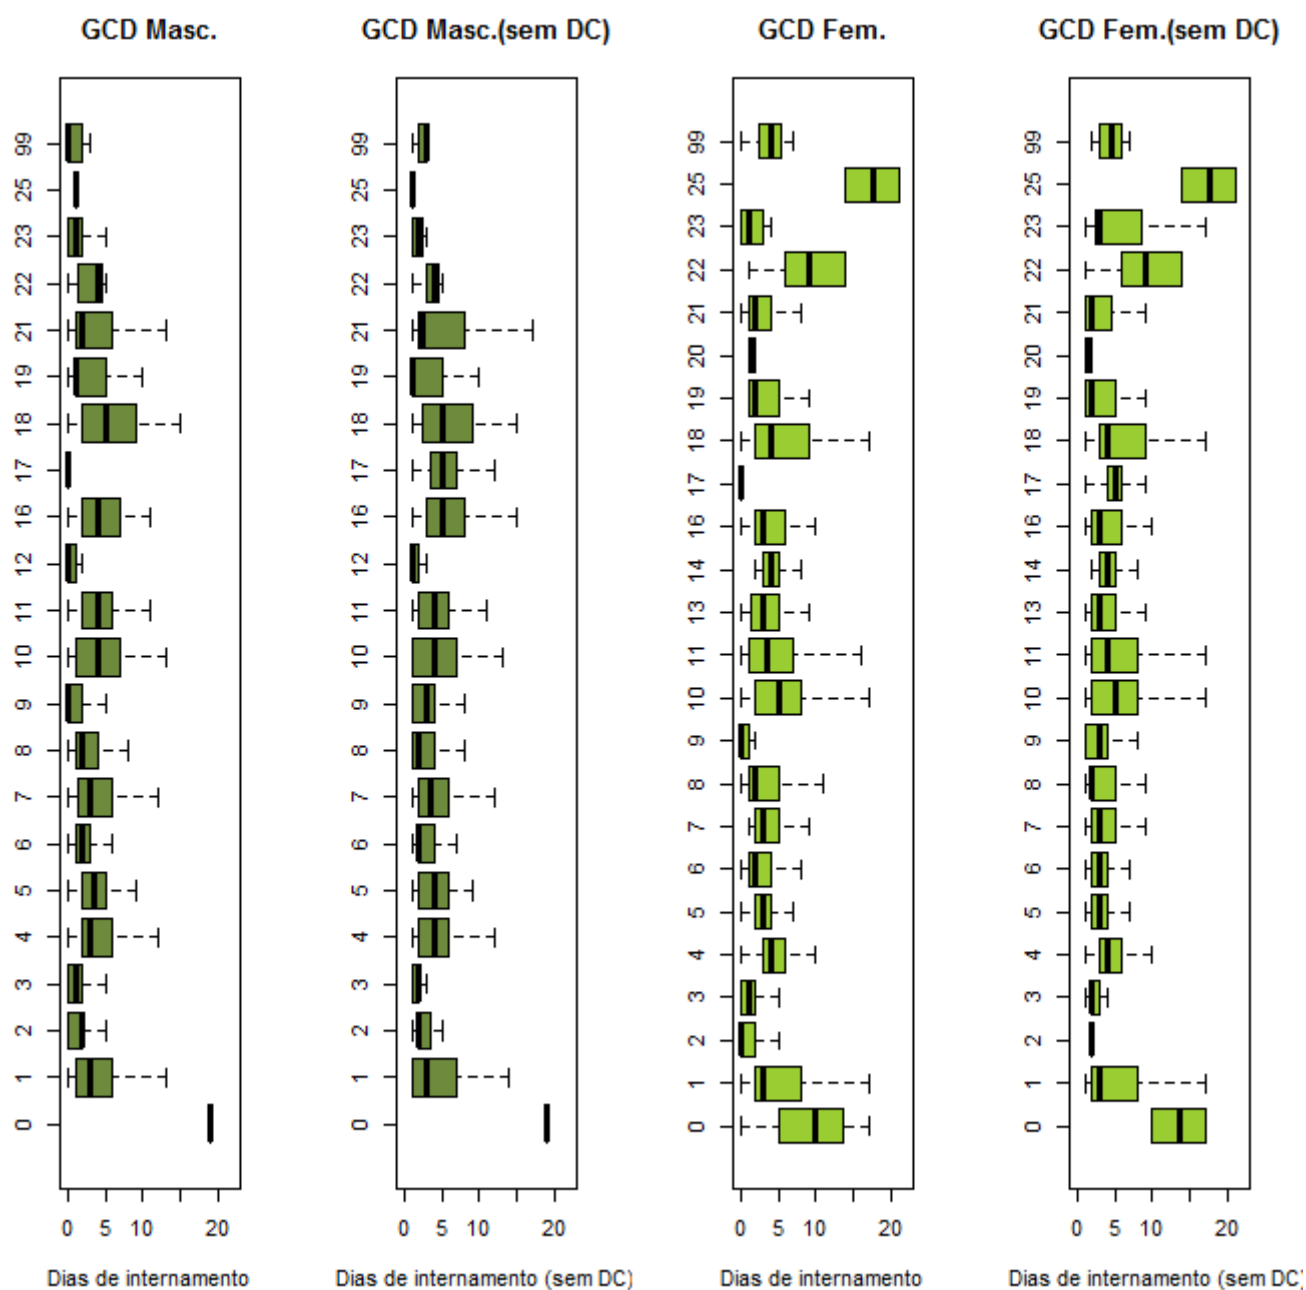 GCD Masc. GCD Masc.(sem DC) GCD Fem. GCD Fem.(sem DC)
99 99 99 99
25 25 25 25
23 23 23 23
22 22 22 22
21 21 21 21
20 20
19 19 19 19
18 18 18 18
17 17 17 17
16 16 16 16
14 14
13 13
12 12
11 11 11 11
10 10 10 10
9 9 9 9
8 8 8 8
7 7 7 7
6 6 6 6
5 5 5 5
4 4 4 4
3 3 3 3
2 2 2 2
1 1 1 1
0 0 0 0
0 5 10 20 0 5 10 20 0 5 10 20 0 5 10 20
Dias de internamento Dias de internamento (sem DC) Dias de internamento Dias de internamento (sem DC)